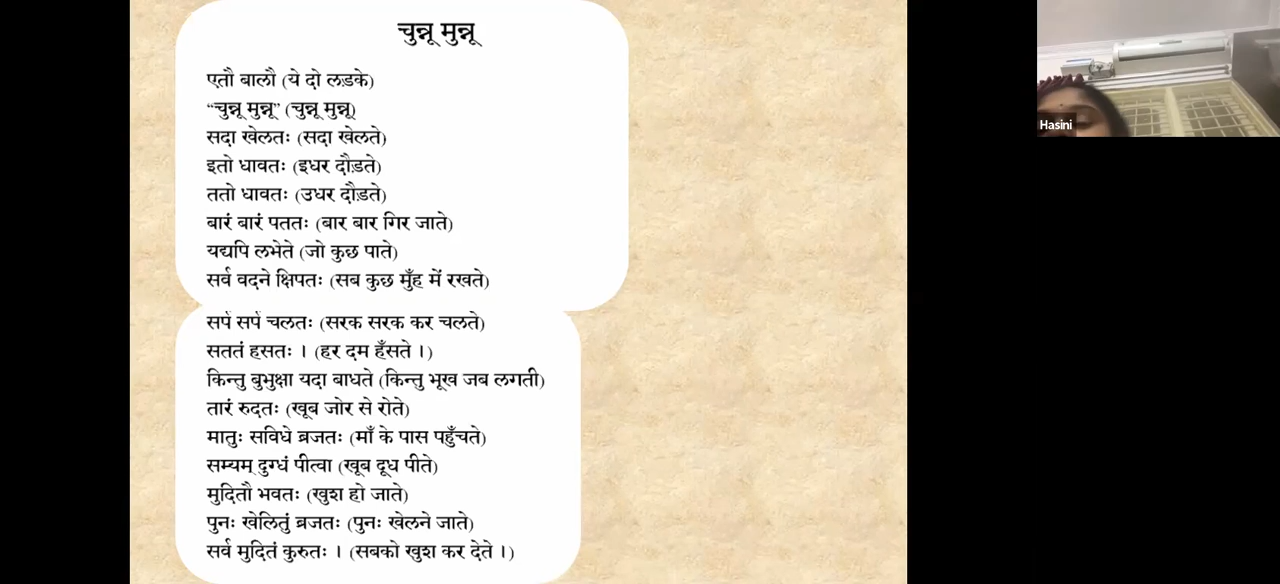 चुन्नू मुन्नू
एतौ बालौ (ये दो लड़के)
“चुन्नू मुन्नू” (चुन्नू मुन्नू)
सदा खेलतः (सदा खेलते)
इतो धावतः (इधर दौड़ते)
ततो धावतः (उधर दौड़ते)
बारं बारं पततः (बार बार गिर जाते)
यद्यपि लभेते (जो कुछ पाते)
सर्व वदने क्षिपतः (सब कुछ मुँह में रखते)
सर्प सर्प चलतः (सरक सरक कर चलते)
सततं हसतः । (हर दम हँसते ।)
किन्तु बुभुक्षा यदा बाधते (किन्तु भूख जब लगती)
तारं रुदतः (खूब जोर से रोते)
मातुः सविधे ब्रजतः (माँ के पास पहुँचते)
सम्यम् दुग्धं पीत्वा (खूब दूध पीते)
मुदितौ भवतः (खुश हो जाते)
पुनः खेलितुं ब्रजतः (पुनः खेलने जाते)
सर्व मुदितं कुरुतः । (सबको खुश कर देते ।)
Hasini